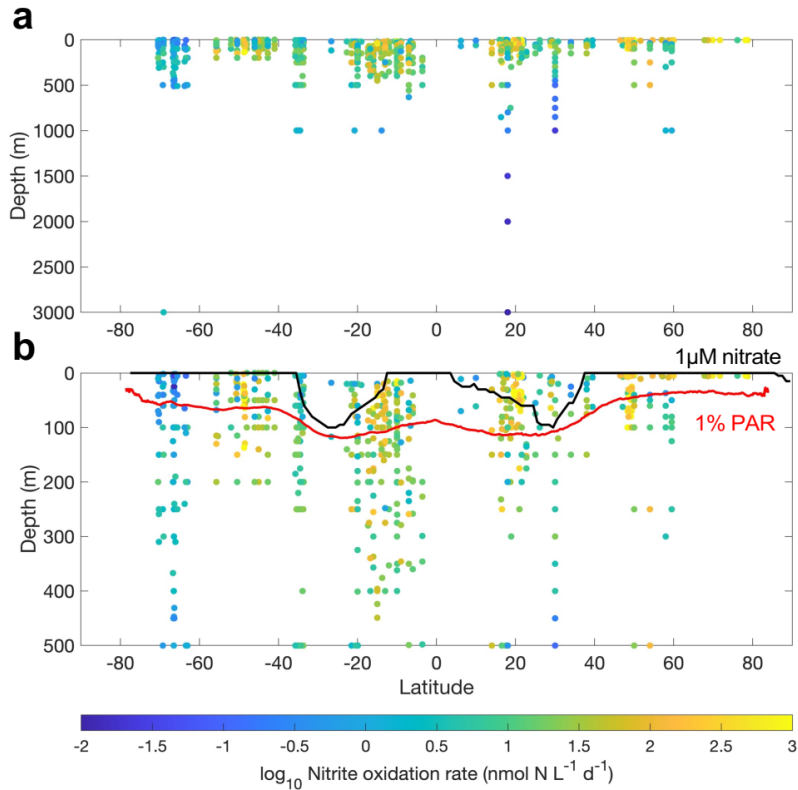 a
0
500
1000
1500
2000
2500
3000
Depth (m)
-80 -60 -40 -20 0 20 40 60 80
b
1µM nitrate
0
100
200
300
400
500
Depth (m)
1% PAR
-80 -60 -40 -20 0 20 40 60 80
Latitude
-2 -1.5 -1 -0.5 0 0.5 1 1.5 2 2.5 3
log₁₀ Nitrite oxidation rate (nmol N L⁻¹ d⁻¹)